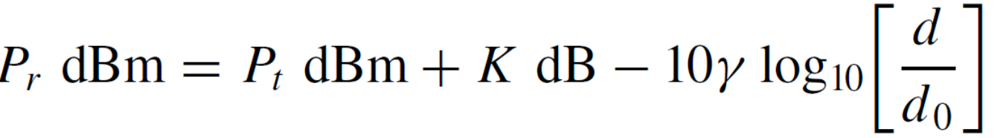 P_r dBm = P_t dBm + K dB − 10γ log_10 [d/d_0]